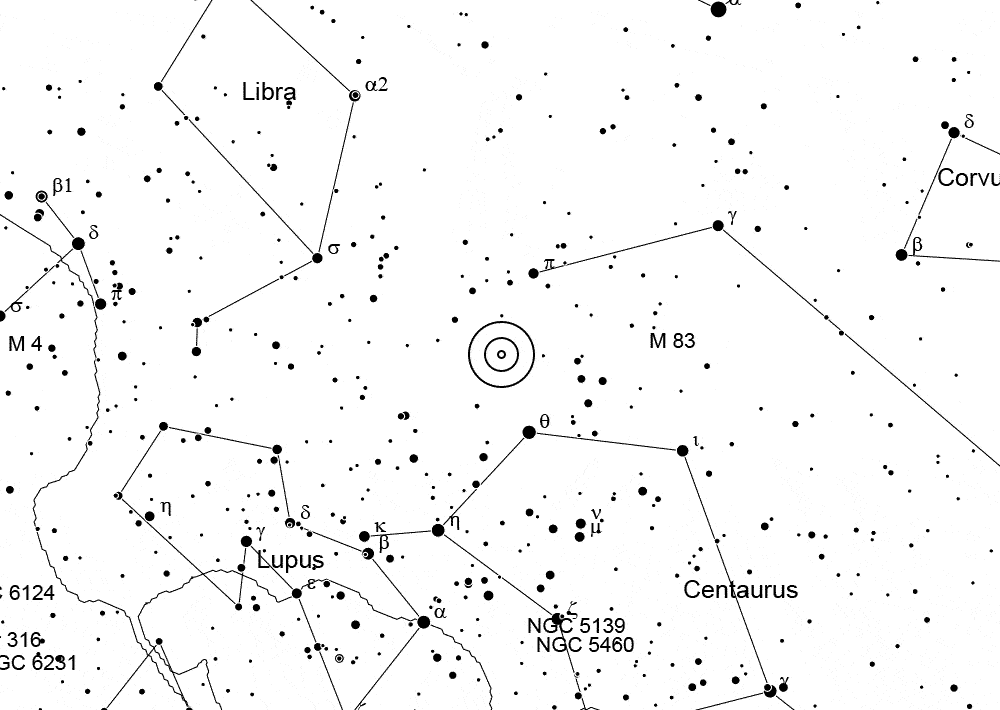 α
Libra
α2
δ
Corvu
β1
γ
δ
σ
β
π
π
σ
M 4
M 83
θ
ι
η
δ
ν
η
κ
μ
γ
β
Lupus
ε
Centaurus
C 6124
α
ζ
NGC 5139
r 316
NGC 5460
GC 6231
γ
ζ